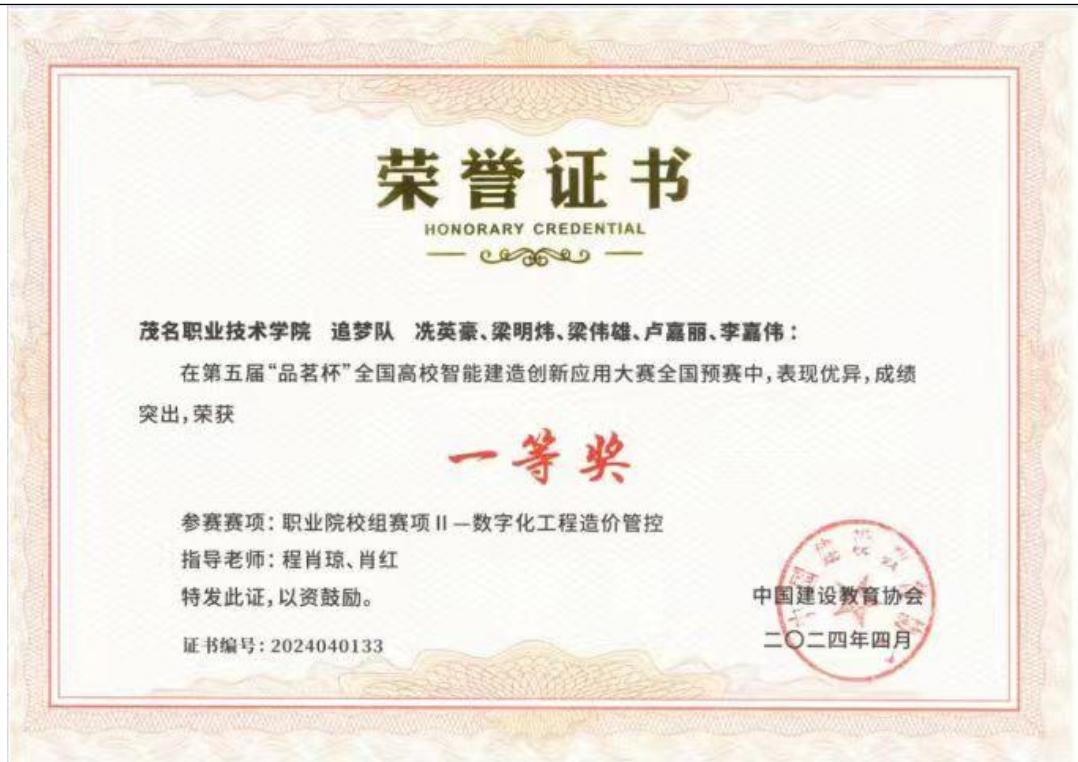 荣誉证书
HONORARY CREDENTIAL
茂名职业技术学院 追梦队 冼英豪、梁明炜、梁伟雄、卢嘉丽、李嘉伟：
在第五届“品茗杯”全国高校智能建造创新应用大赛全国预赛中,表现优异,成绩
突出,荣获
一等奖
参赛赛项：职业院校组赛项Ⅱ—数字化工程造价管控
指导老师：程肖琼、肖红
特发此证,以资鼓励。
中国建设教育协会
证书编号：2024040133
二〇二四年四月